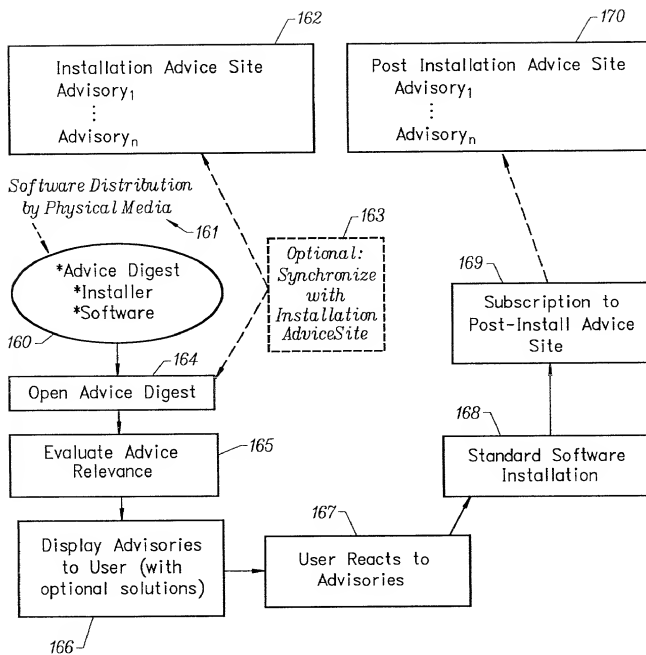 162
Installation Advice Site
Advisory1
⋮
Advisoryn
170
Post Installation Advice Site
Advisory1
⋮
Advisoryn
Software Distribution
by Physical Media
161
*Advice Digest
*Installer
*Software
160
163
Optional:
Synchronize
with
Installation
AdviceSite
169
Subscription to
Post-Install Advice
Site
164
Open Advice Digest
165
Evaluate Advice
Relevance
168
Standard Software
Installation
166
Display Advisories
to User (with
optional solutions)
167
User Reacts to
Advisories